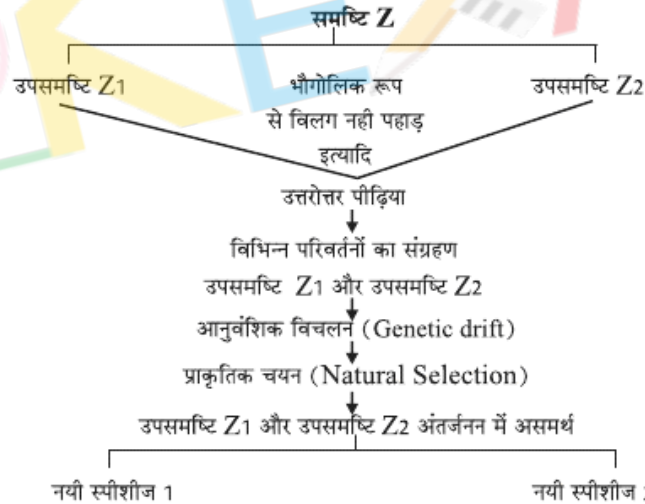 समष्टि Z
उपसमष्टि Z1 भौगोलिक रूप उपसमष्टि Z2
से विलग नही पहाड़
इत्यादि
उत्तरोत्तर पीढ़िया
विभिन्न परिवर्तनों का संग्रहण
उपसमष्टि Z1 और उपसमष्टि Z2
आनुवंशिक विचलन (Genetic drift)
प्राकृतिक चयन (Natural Selection)
उपसमष्टि Z1 और उपसमष्टि Z2 अंतर्जनन में असमर्थ
नयी स्पीशीज 1 नयी स्पीशीज